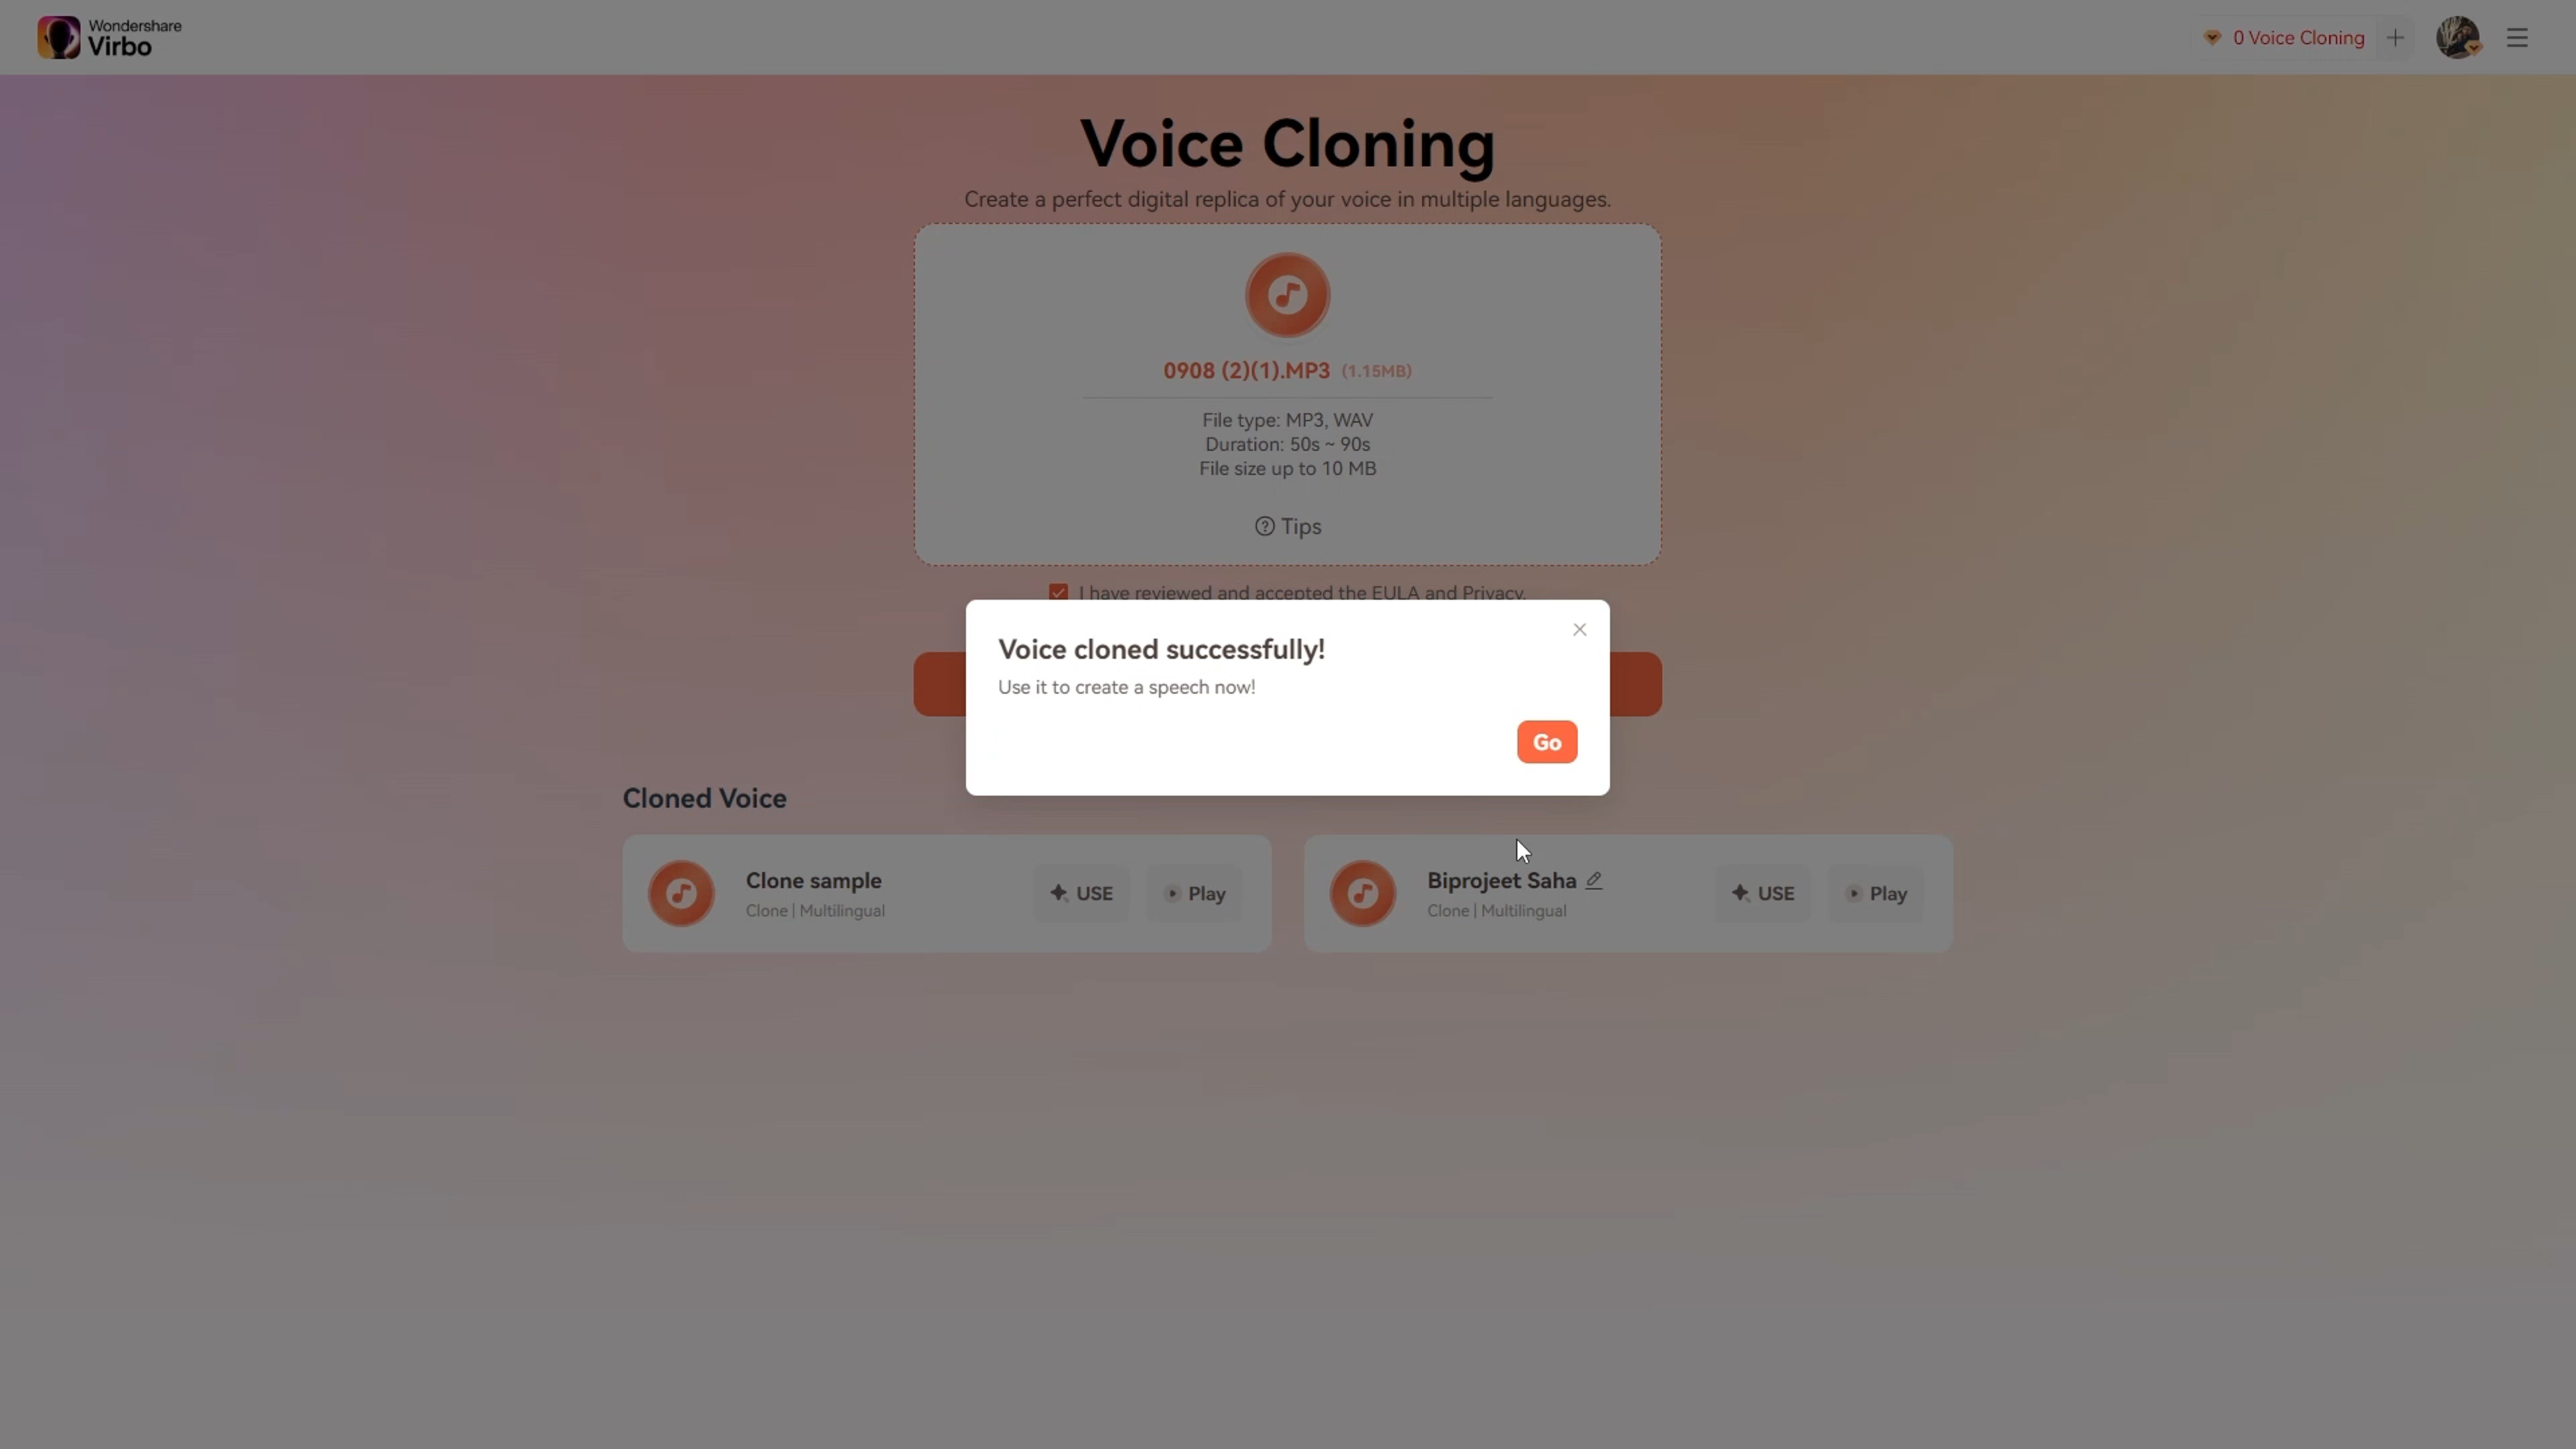 Wondershare
Virbo
0 Voice Cloning
Voice Cloning
Create a perfect digital replica of your voice in multiple languages.
0908 (2)(1).MP3 (1.15MB)
File type: MP3, WAV
Duration: 50s ~ 90s
File size up to 10 MB
Tips
I have reviewed and accepted the EULA and Privacy.
Voice cloned successfully!
Use it to create a speech now!
Go
Cloned Voice
Clone sample
Clone | Multilingual
USE
Play
Biprojeet Saha
Clone | Multilingual
USE
Play